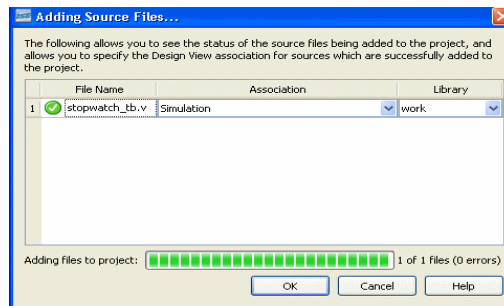 Adding Source Files...
The following allows you to see the status of the source files being added to the project, and
allows you to specify the Design View association for sources which are successfully added to
the project.
File Name Association Library
1 stopwatch_tb.v Simulation work
Adding files to project: 1 of 1 files (0 errors)
OK Cancel Help